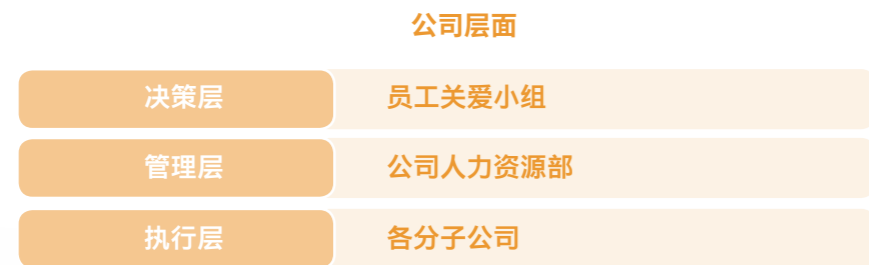 公司层面
决策层
员工关爱小组
管理层
公司人力资源部
执行层
各分子公司